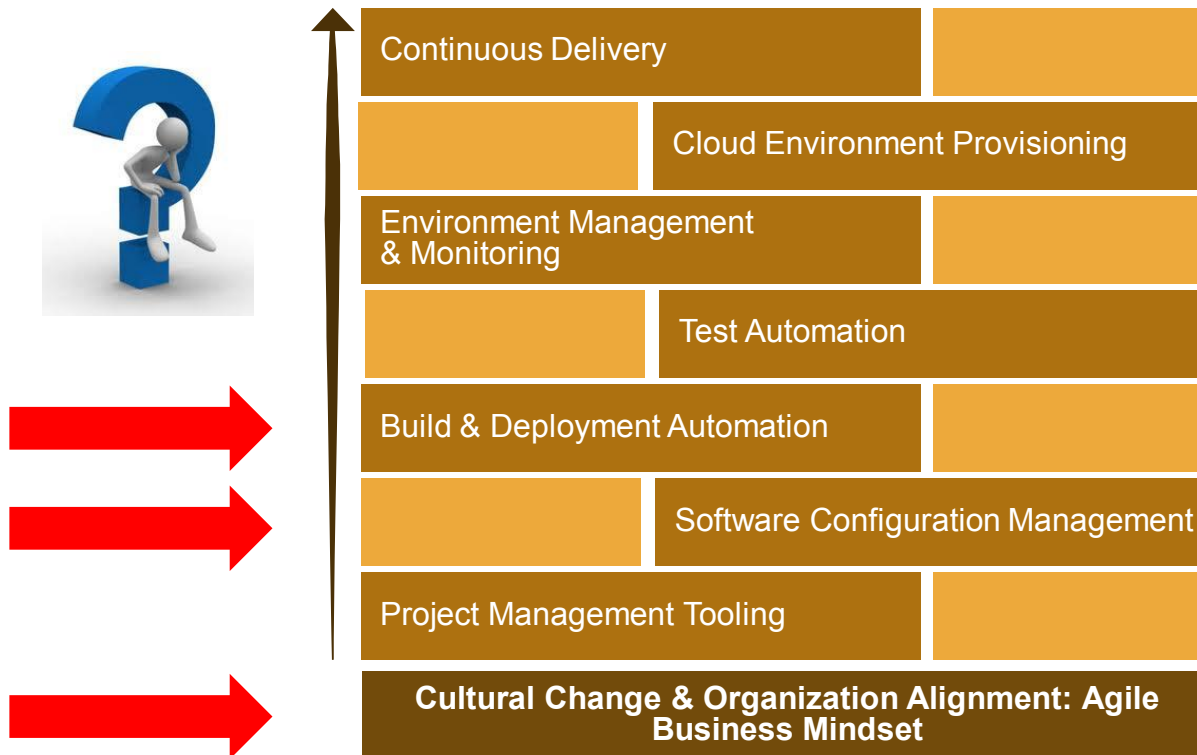 Continuous Delivery
Cloud Environment Provisioning
Environment Management
& Monitoring
Test Automation
Build & Deployment Automation
Software Configuration Management
Project Management Tooling
Cultural Change & Organization Alignment: Agile
Business Mindset